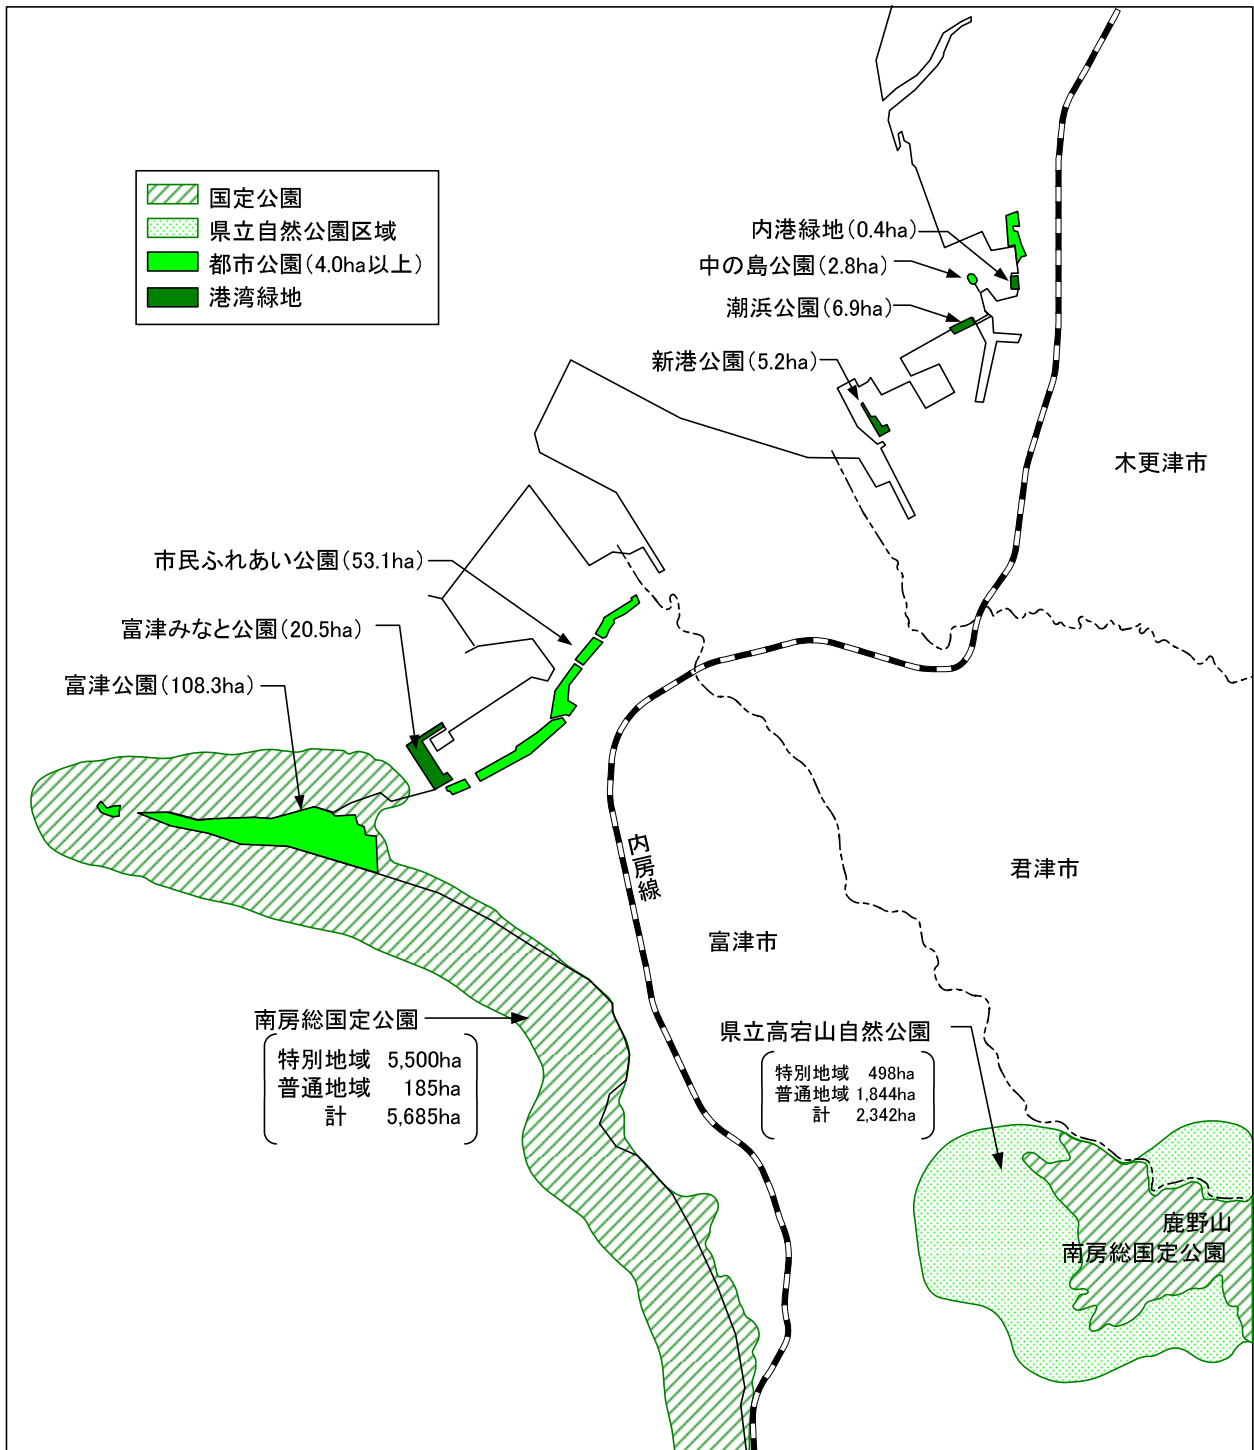 国定公園
県立自然公園区域
都市公園(4.0ha以上)
港湾緑地
内港緑地(0.4ha)
中の島公園(2.8ha)
潮浜公園(6.9ha)
新港公園(5.2ha)
木更津市
市民ふれあい公園(53.1ha)
富津みなと公園(20.5ha)
富津公園(108.3ha)
内房線
君津市
富津市
南房総国定公園
特別地域 5,500ha
普通地域 185ha
計 5,685ha
県立高宕山自然公園
特別地域 498ha
普通地域 1,844ha
計 2,342ha
鹿野山
南房総国定公園